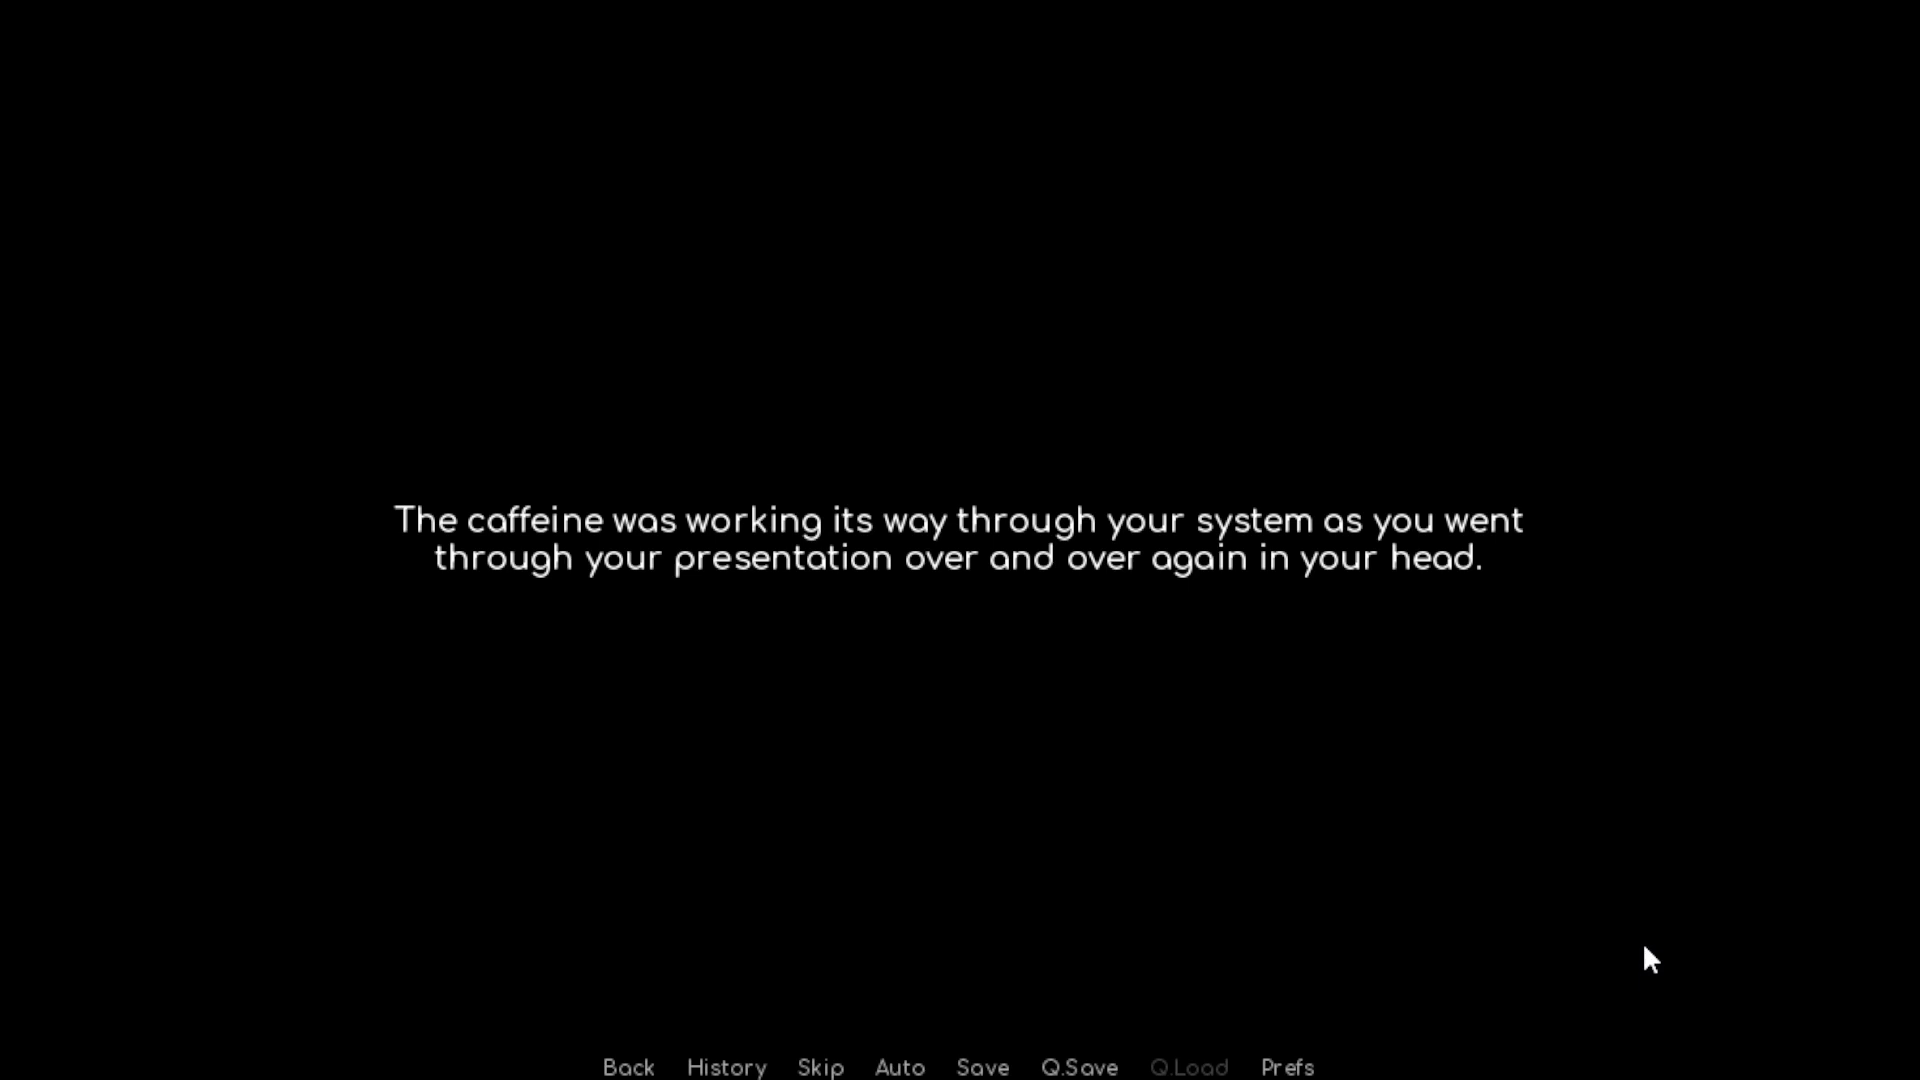 The caffeine was working its way through your system as you went
through your presentation over and over again in your head.
Back History Skip Auto Save Q.Save Q.Load Prefs